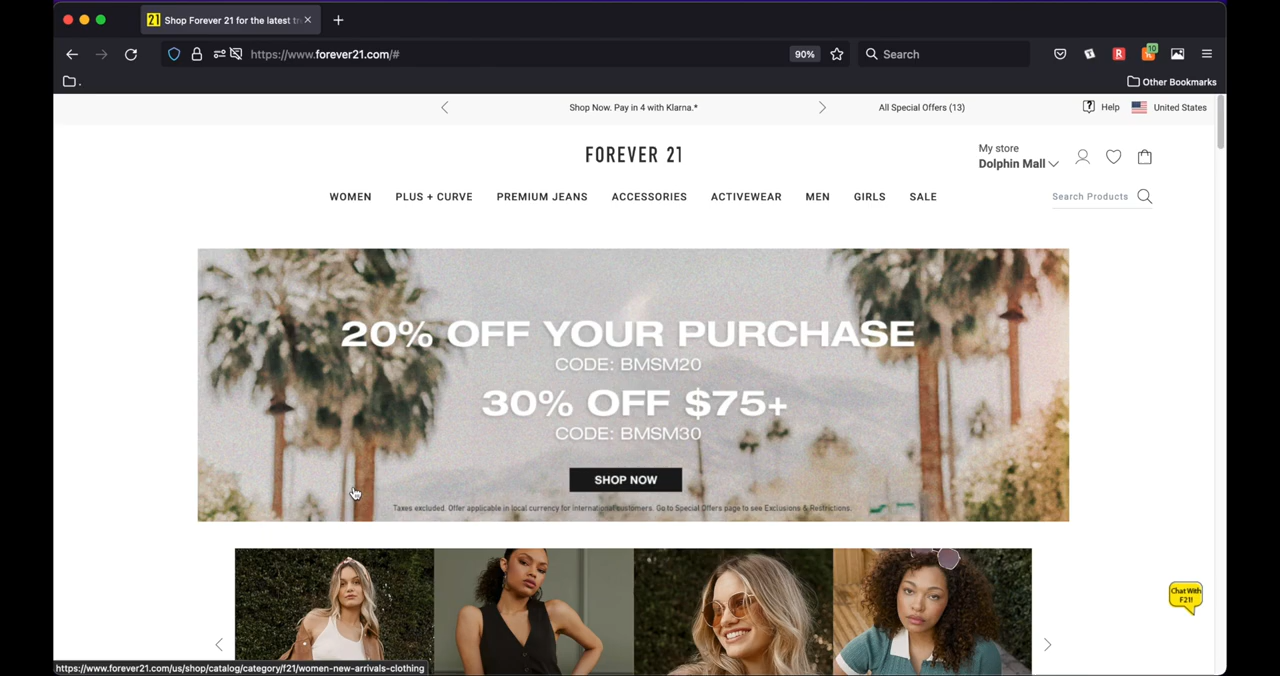 21 Shop Forever 21 for the latest tr
https://www.forever21.com/#
90%
Search
R
10
.
Other Bookmarks
Shop Now. Pay in 4 with Klarna.*
All Special Offers (13)
Help
United States
FOREVER 21
My store
Dolphin Mall
WOMEN PLUS + CURVE PREMIUM JEANS ACCESSORIES ACTIVEWEAR MEN GIRLS SALE
Search Products
20% OFF YOUR PURCHASE
CODE: BMSM20
30% OFF $75+
CODE: BMSM30
SHOP NOW
Taxes excluded. Offer applicable in local currency for international customers. Go to Special Offers page to see Exclusions & Restrictions.
Chat With
F21!
https://www.forever21.com/us/shop/catalog/category/f21/women-new-arrivals-clothing